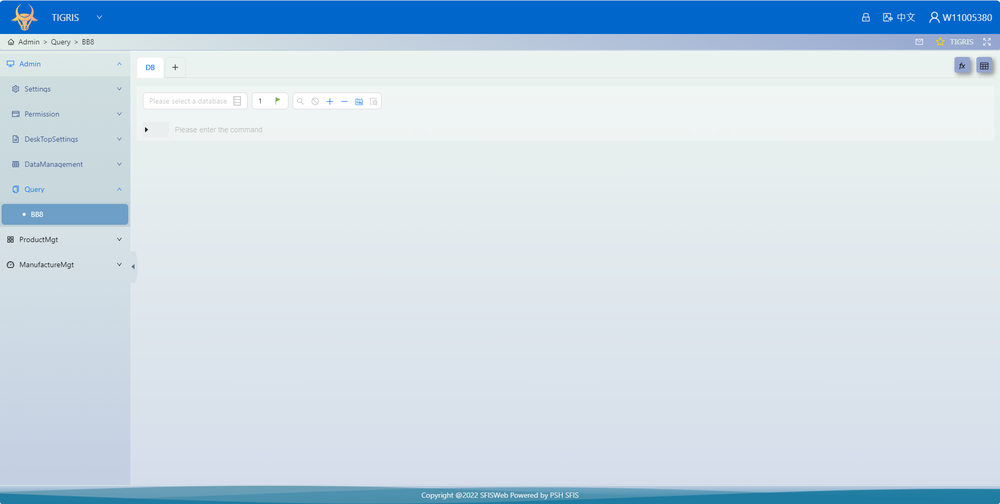 TIGRIS
中文
W11005380
Admin > Query > BB8
TIGRIS
Admin
Settings
Permission
DeskTopSettings
DataManagement
Query
BB8
ProductMgt
ManufactureMgt
DB
+
fx
Please select a database
1
Tab
Please enter the command
Copyright @2022 SFISWeb Powered by PSH SFIS